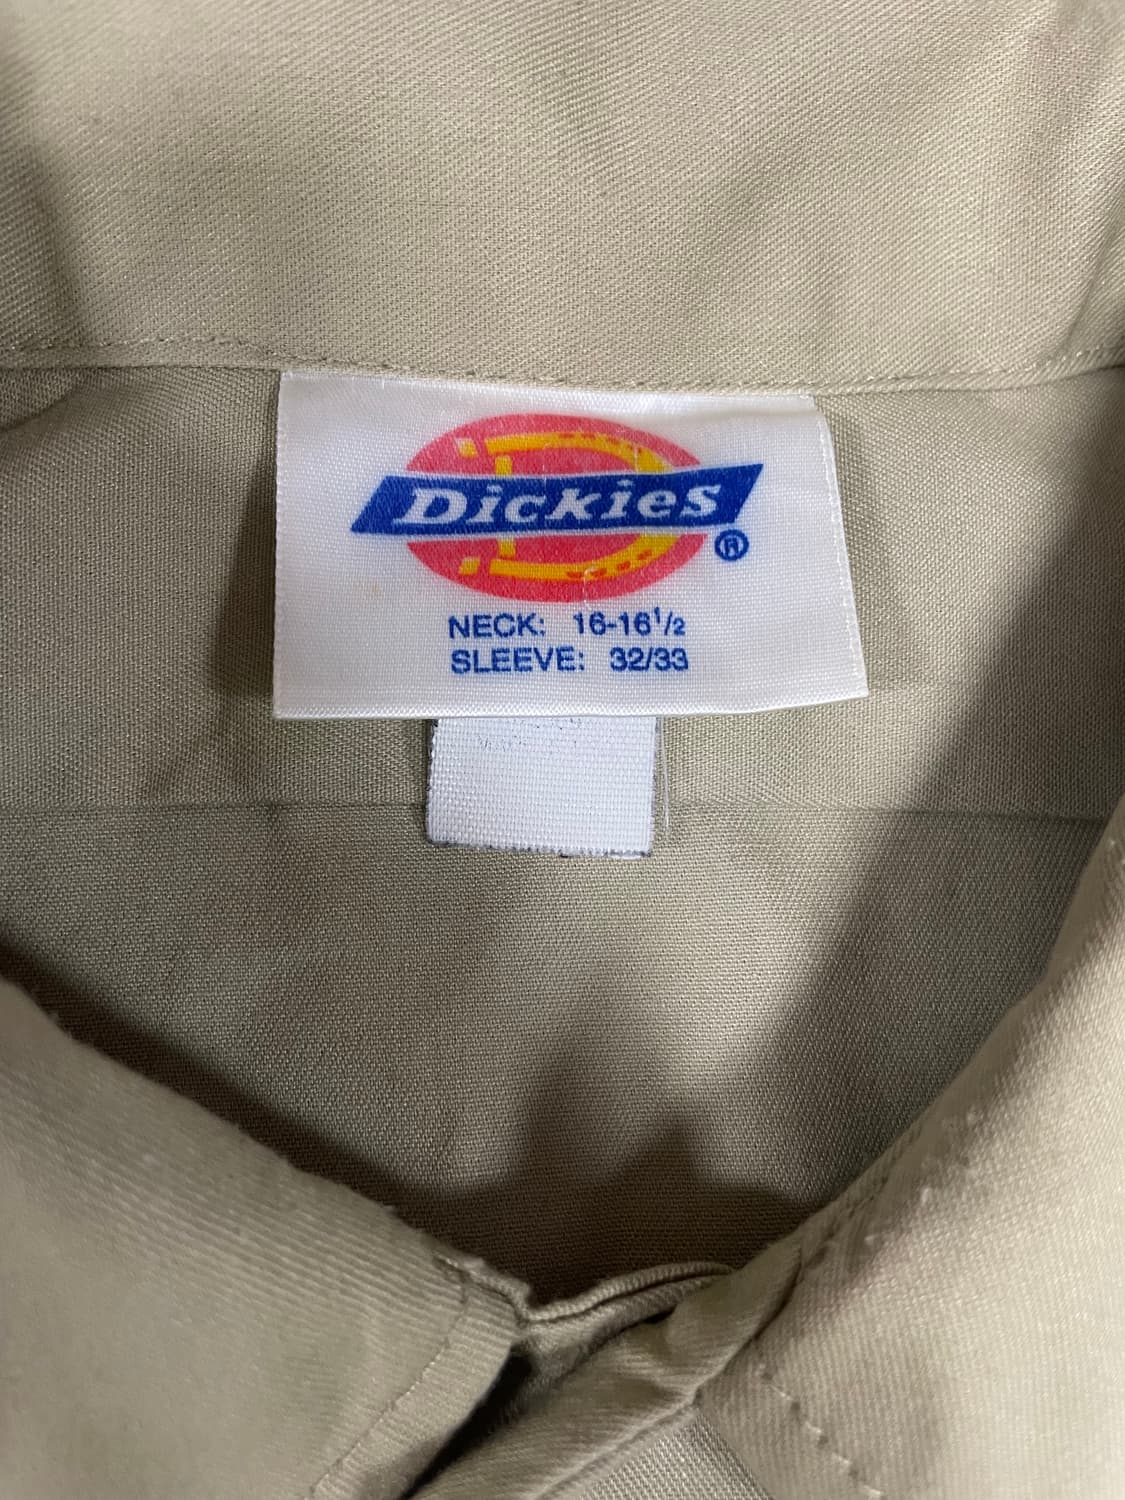 Dickies
®
NECK: 16-16½
SLEEVE: 32/33